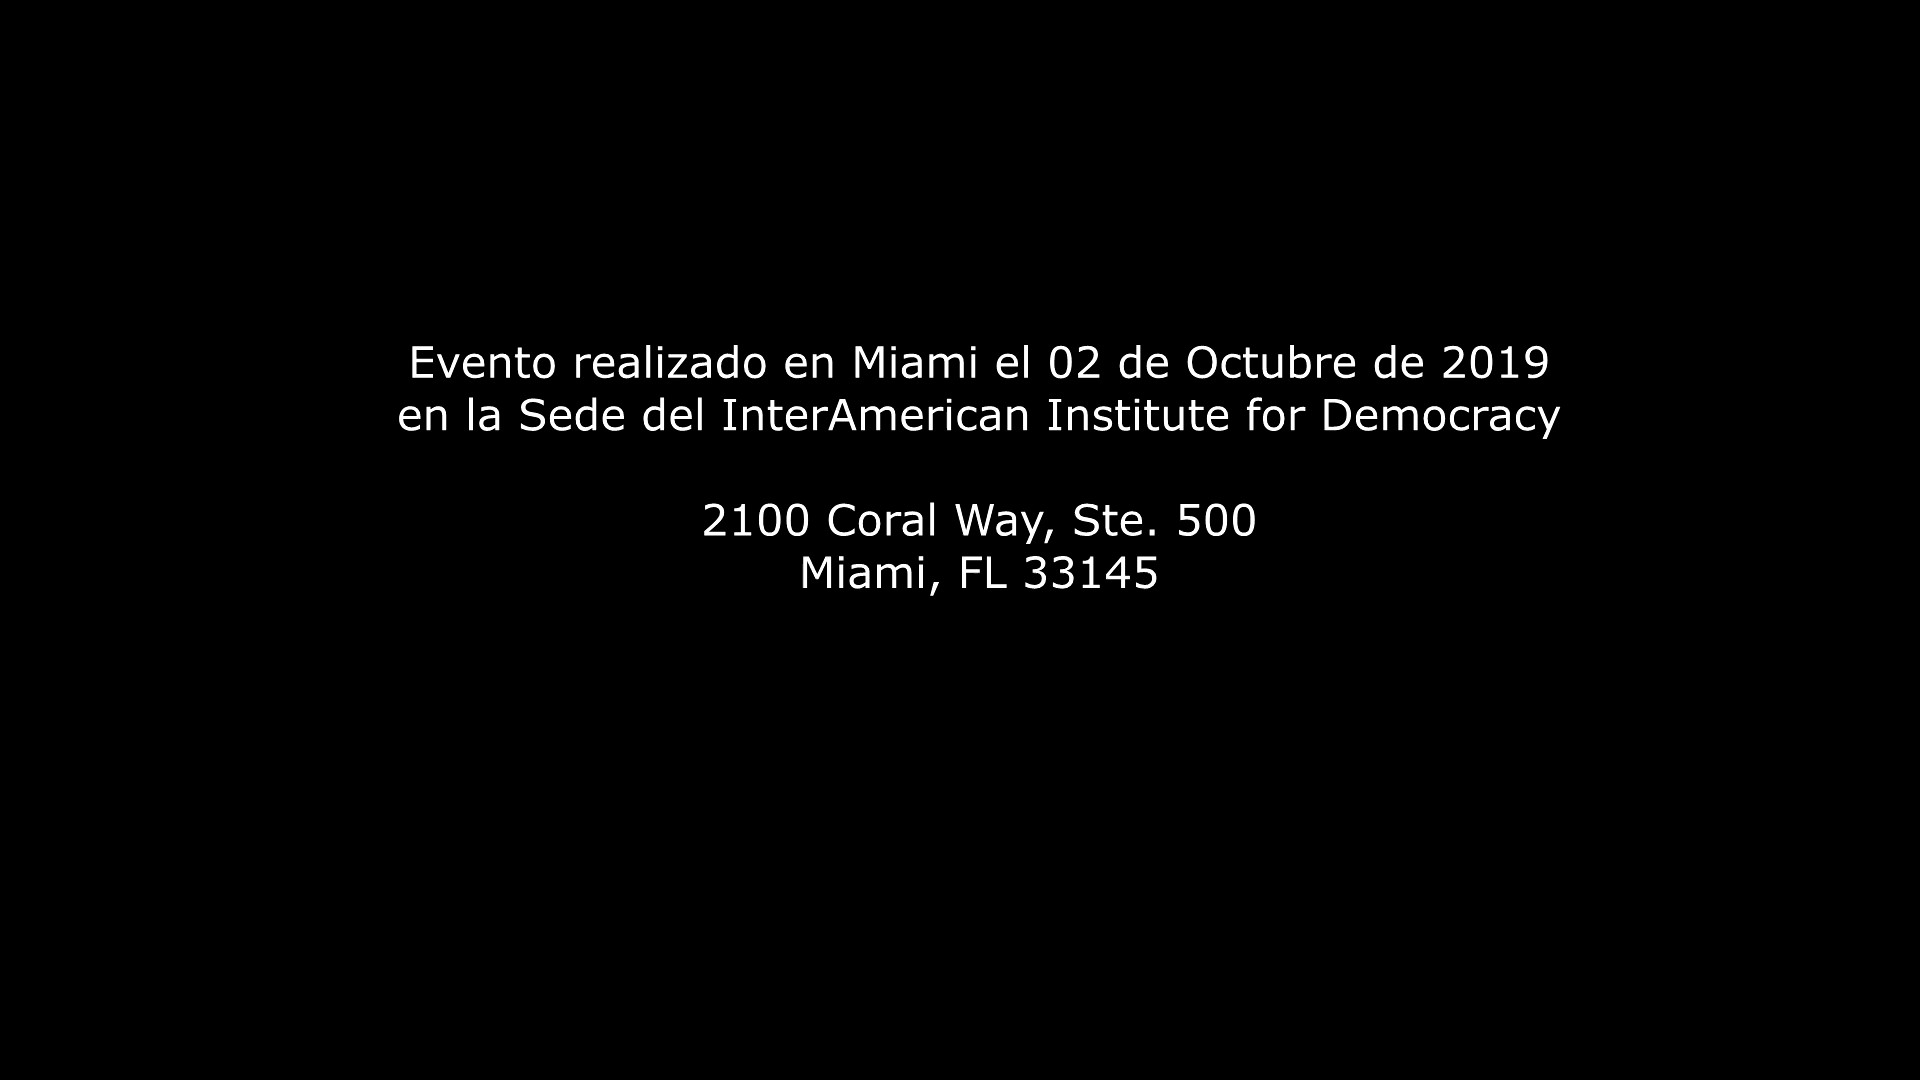 Evento realizado en Miami el 02 de Octubre de 2019
en la Sede del InterAmerican Institute for Democracy
2100 Coral Way, Ste. 500
Miami, FL 33145